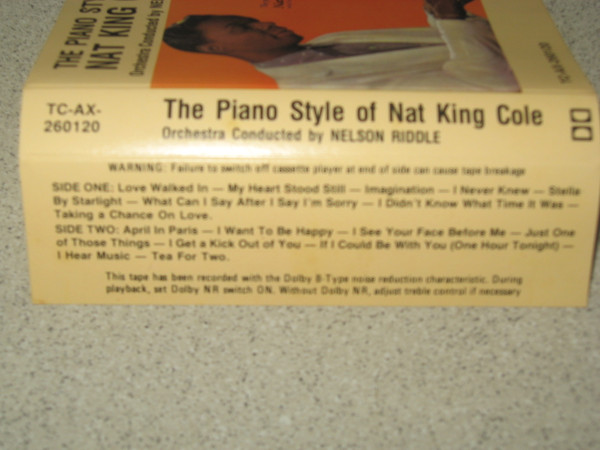 THE PIANO STY
NAT KING
Orchestra Conducted by NE
TC-AX-
260120
The Piano Style of Nat King Cole
Orchestra Conducted by NELSON RIDDLE
WARNING: Failure to switch off cassette player at end of side can cause tape breakage
SIDE ONE: Love Walked In — My Heart Stood Still — Imagination — I Never Knew — Stella
By Starlight — What Can I Say After I Say I'm Sorry — I Didn't Know What Time it Was —
Taking a Chance On Love.
SIDE TWO: April In Paris — I Want To Be Happy — I See Your Face Before Me — Just One
of Those Things — I Get a Kick Out of You — If I Could Be With You (One Hour Tonight) —
I Hear Music — Tea For Two.
This tape has been recorded with the Dolby B-Type noise reduction characteristic. During
playback, set Dolby NR switch ON. Without Dolby NR, adjust treble control if necessary